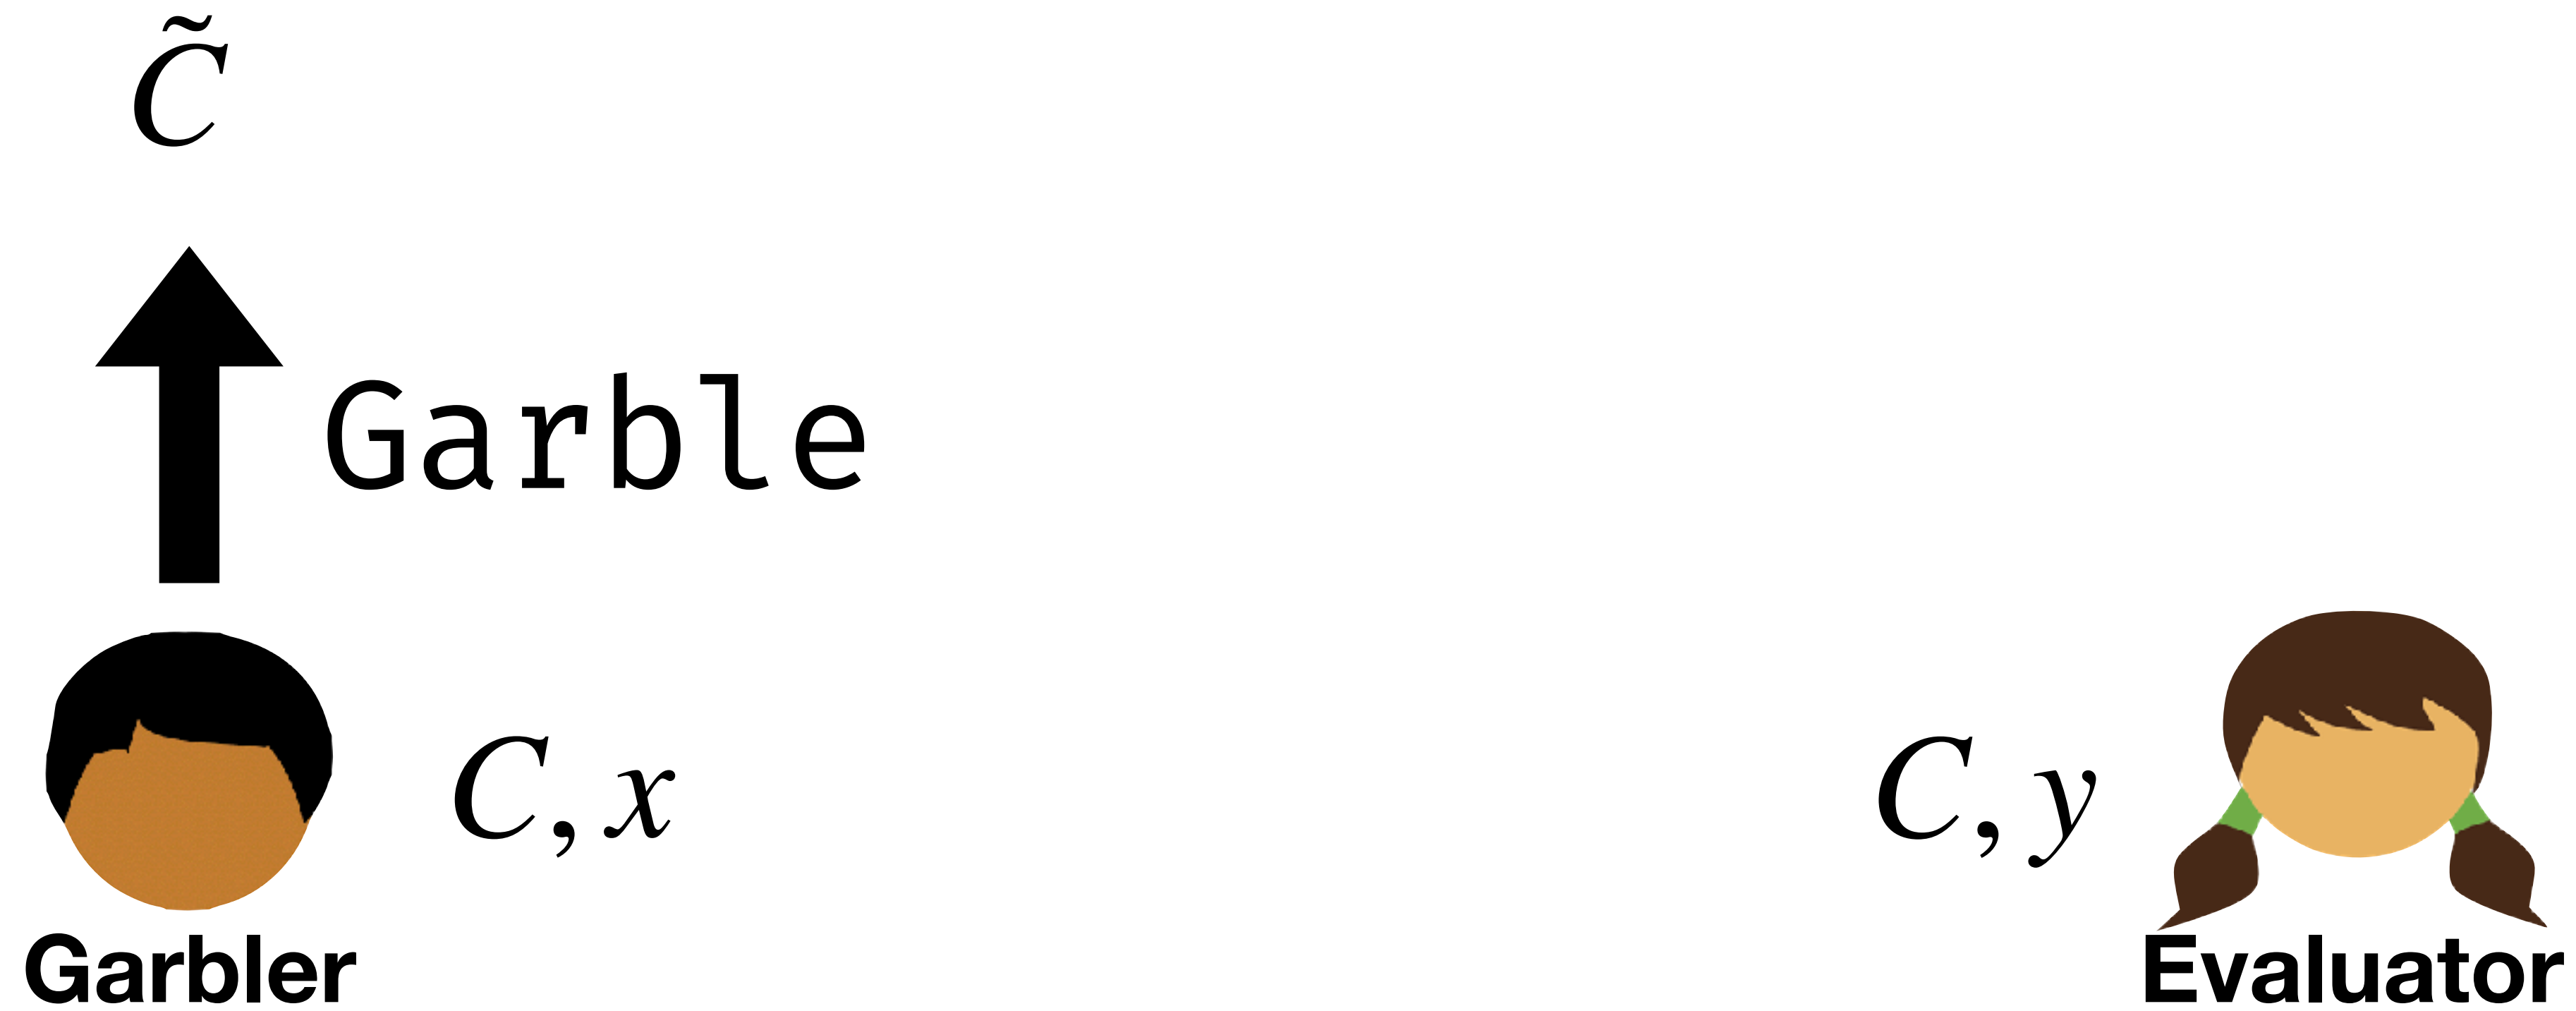 C̃
Garble
C, x
C, y
Garbler
Evaluator